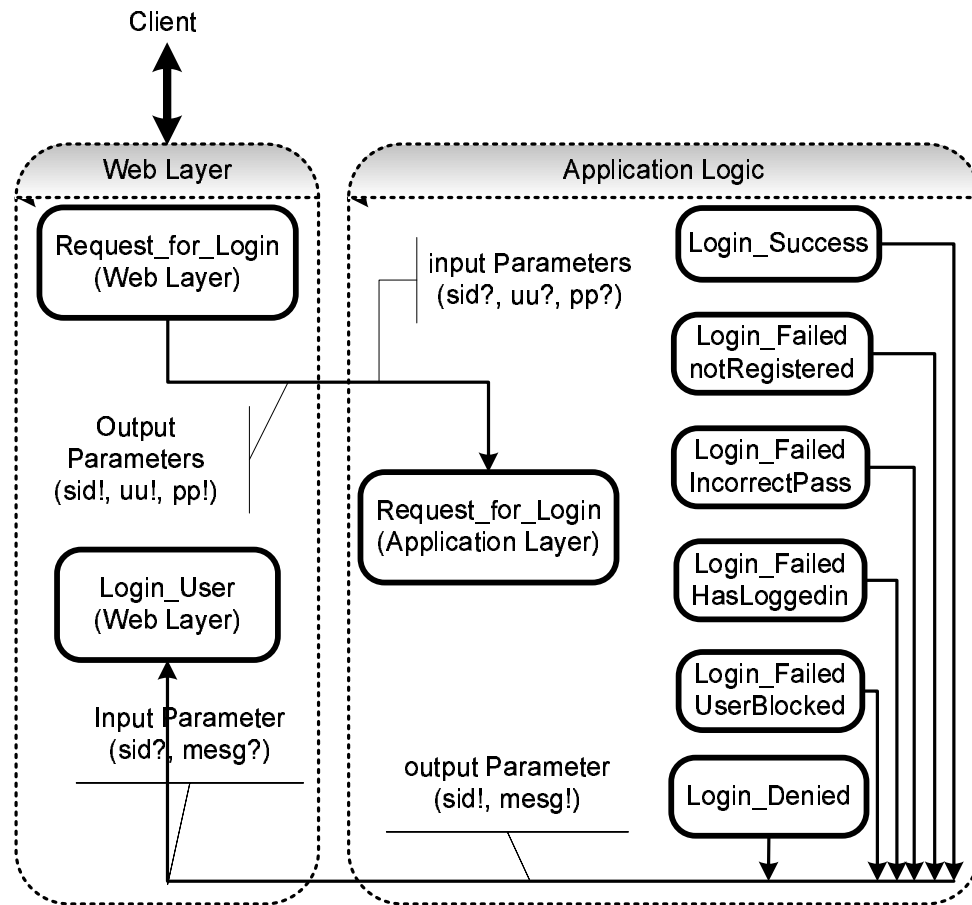 Client
Web Layer
Application Logic
Request_for_Login
(Web Layer)
input Parameters
(sid?, uu?, pp?)
Login_Success
Login_Failed
notRegistered
Output
Parameters
(sid!, uu!, pp!)
Login_Failed
IncorrectPass
Request_for_Login
(Application Layer)
Login_User
(Web Layer)
Login_Failed
HasLoggedin
Login_Failed
UserBlocked
Input Parameter
(sid?, mesg?)
output Parameter
(sid!, mesg!)
Login_Denied